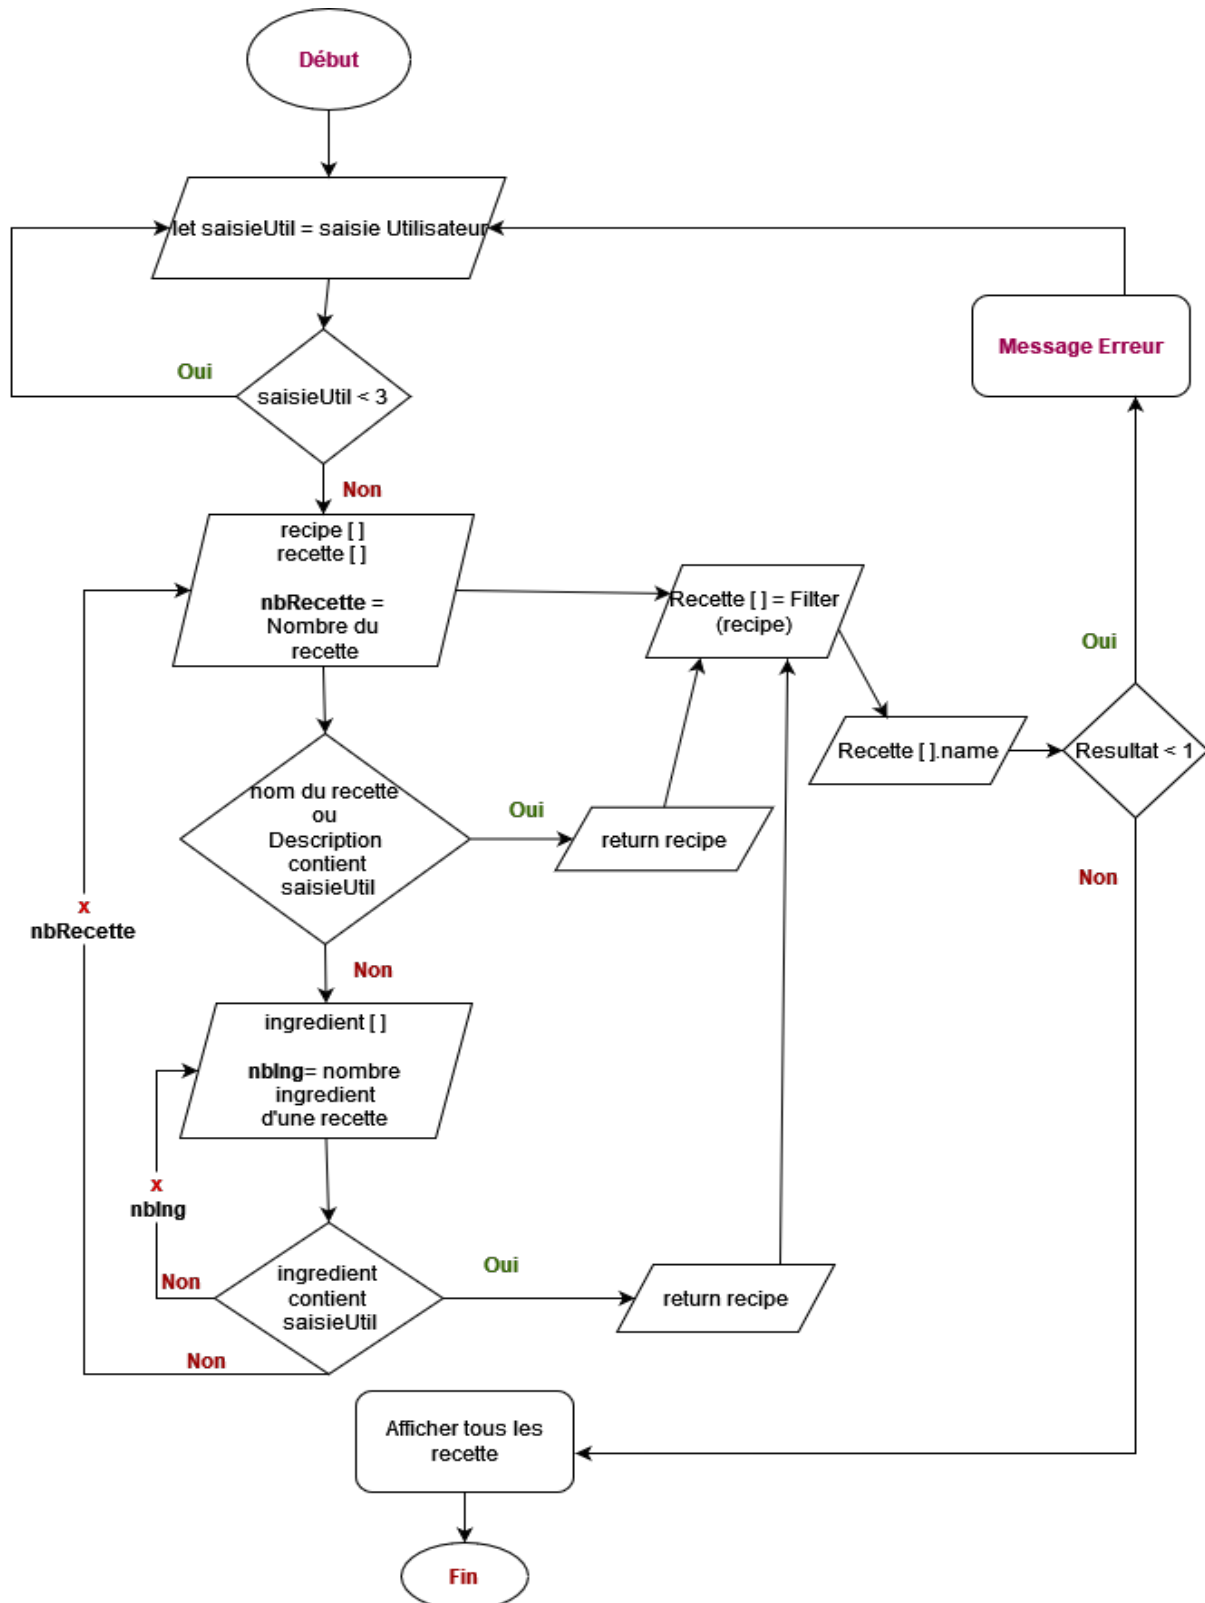 Début
let saisieUtil = saisie Utilisateur
Message Erreur
Oui
saisieUtil < 3
Non
recipe [ ]
recette [ ]
nbRecette =
Nombre du
recette
Recette [ ] = Filter
(recipe)
Oui
Recette [ ].name
Resultat < 1
nom du recette
ou
Description
contient
saisieUtil
Oui
return recipe
Non
x
nbRecette
Non
ingredient [ ]
nbIng= nombre
ingredient
d'une recette
x
nbIng
Non
ingredient
contient
saisieUtil
Oui
return recipe
Non
Afficher tous les
recette
Fin